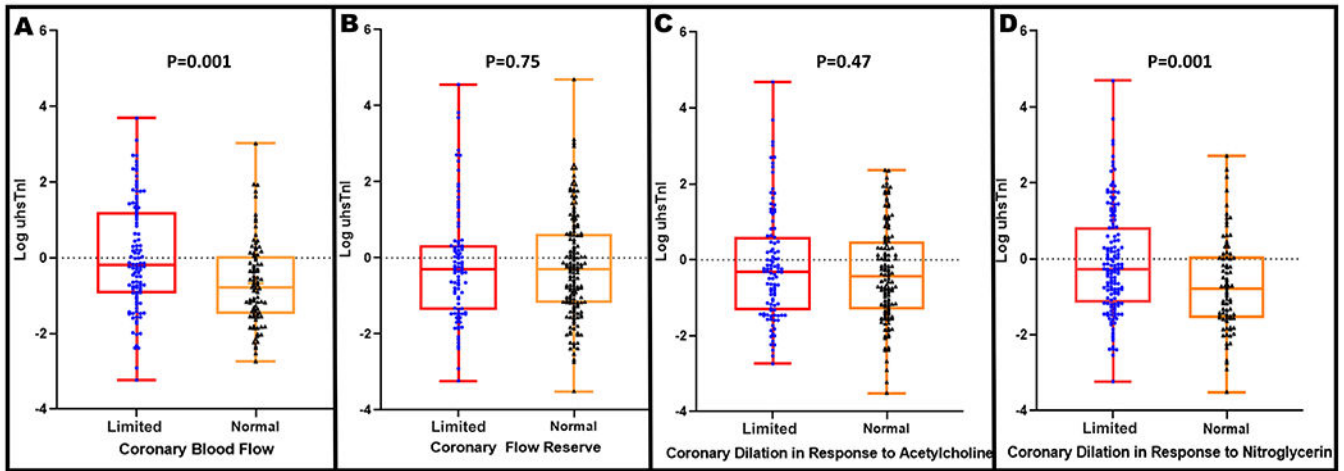 A
P=0.001
Log uhsTnI
6
4
2
0
-2
-4
Limited Normal
Coronary Blood Flow
B
P=0.75
Log uhsTnI
6
4
2
0
-2
-4
Limited Normal
Coronary Flow Reserve
C
P=0.47
Log uhsTnI
6
4
2
0
-2
-4
Limited Normal
Coronary Dilation in Response to Acetylcholine
D
P=0.001
Log uhsTnI
6
4
2
0
-2
-4
Limited Normal
Coronary Dilation in Response to Nitroglycerin